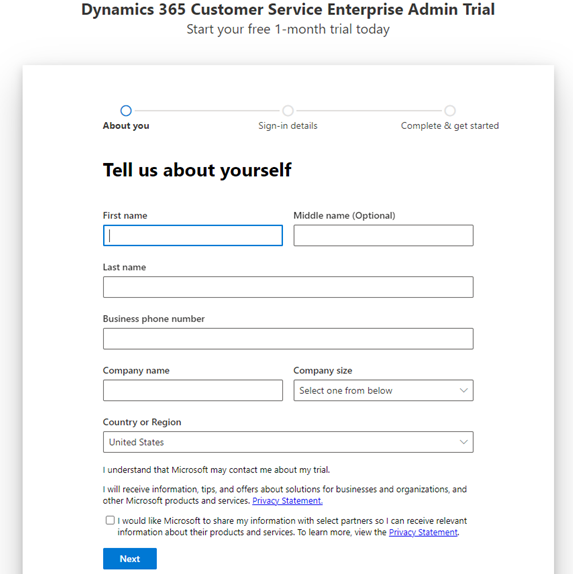 Dynamics 365 Customer Service Enterprise Admin Trial
Start your free 1-month trial today
About you
Sign-in details
Complete & get started
Tell us about yourself
First name
Middle name (Optional)
Last name
Business phone number
Company name
Company size
Select one from below
Country or Region
United States
I understand that Microsoft may contact me about my trial.
I will receive information, tips, and offers about solutions for businesses and organizations, and
other Microsoft products and services. Privacy Statement.
I would like Microsoft to share my information with select partners so I can receive relevant
information about their products and services. To learn more, view the Privacy Statement.
Next